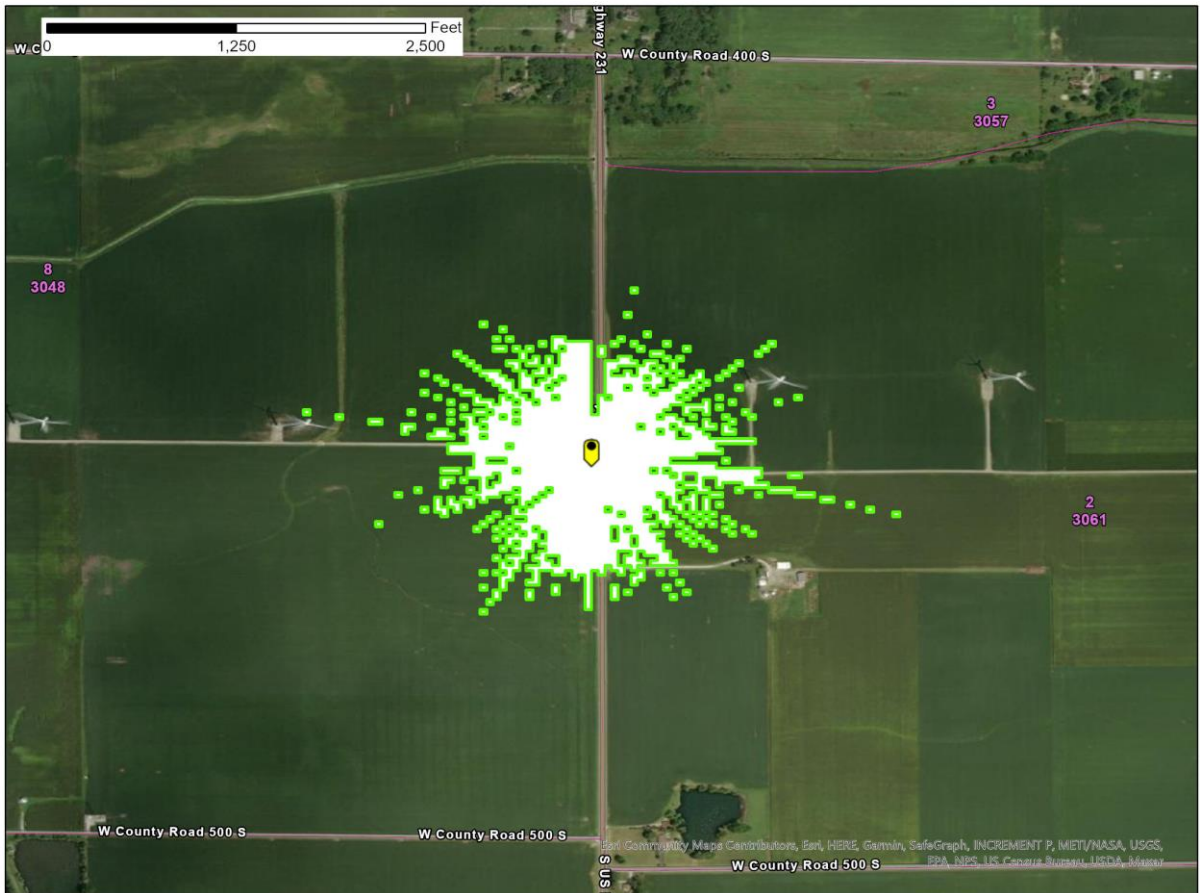 Feet
0 1,250 2,500
W C
ghway 231
W County Road 400 S
3
3057
8
3048
S
2
3061
W County Road 500 S
W County Road 500 S
W County Road 500 S
S US
Esri Community Maps Contributors, Esri, HERE, Garmin, SafeGraph, INCREMENT P, METI/NASA, USGS,
EPA, NPS, US Census Bureau, USDA, Maxar